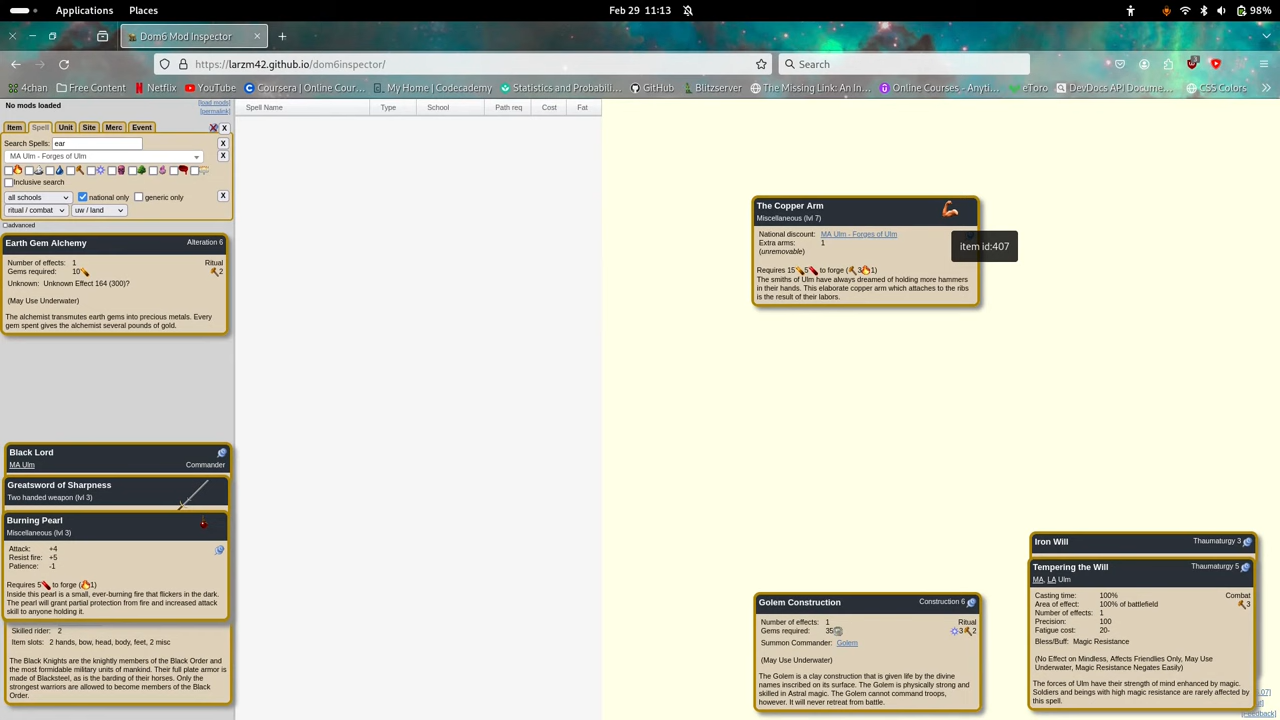 Applications
Places
Feb 29 11:13
98%
Dom6 Mod Inspector
https://larzm42.github.io/dom6inspector/
Search
4chan
Free Content
Netflix
YouTube
Coursera | Online Cour…
My Home | Codecademy
Statistics and Probabili…
GitHub
Blitzserver
The Missing Link: An In…
Online Courses - Anyti…
eToro
DevDocs API Docume…
CSS Colors
No mods loaded
[load mods]
[permalink]
Item
Spell
Unit
Site
Merc
Event
X
Search Spells:
ear
X
MA Ulm - Forges of Ulm
X
Inclusive search
all schools
national only
generic only
X
ritual / combat
uw / land
advanced
Earth Gem Alchemy
Alteration 6
Number of effects: 1
Ritual
Gems required: 10
2
Unknown: Unknown Effect 164 (300)?
(May Use Underwater)
The alchemist transmutes earth gems into precious metals. Every
gem spent gives the alchemist several pounds of gold.
Black Lord
MA Ulm
Commander
Greatsword of Sharpness
Two handed weapon (lvl 3)
Burning Pearl
Miscellaneous (lvl 3)
Attack: +4
Resist fire: +5
Patience: -1
Requires 5 to forge (1)
Inside this pearl is a small, ever-burning fire that flickers in the dark.
The pearl will grant partial protection from fire and increased attack
skill to anyone holding it.
Skilled rider: 2
Item slots: 2 hands, bow, head, body, feet, 2 misc
The Black Knights are the knightly members of the Black Order and
the most formidable military units of mankind. Their full plate armor is
made of Blacksteel, as is the barding of their horses. Only the
strongest warriors are allowed to become members of the Black
Order.
Spell Name
Type
School
Path req
Cost
Fat
The Copper Arm
Miscellaneous (lvl 7)
National discount: MA Ulm - Forges of Ulm
Extra arms: 1
(unremovable)
Requires 15 5 to forge (3 1)
The smiths of Ulm have always dreamed of holding more hammers
in their hands. This elaborate copper arm which attaches to the ribs
is the result of their labors.
item id:407
Golem Construction
Construction 6
Number of effects: 1
Ritual
Gems required: 35
3 2
Summon Commander: Golem
(May Use Underwater)
The Golem is a clay construction that is given life by the divine
names inscribed on its surface. The Golem is physically strong and
skilled in Astral magic. The Golem cannot command troops,
however. It will never retreat from battle.
Iron Will
Thaumaturgy 3
Tempering the Will
Thaumaturgy 5
MA, LA Ulm
Casting time: 100%
Combat
Area of effect: 100% of battlefield
3
Number of effects: 1
Precision: 100
Fatigue cost: 20-
Bless/Buff: Magic Resistance
(No Effect on Mindless, Affects Friendlies Only, May Use
Underwater, Magic Resistance Negates Easily)
The forces of Ulm have their strength of mind enhanced by magic.
Soldiers and beings with high magic resistance are rarely affected by
this spell.
[Feedback]